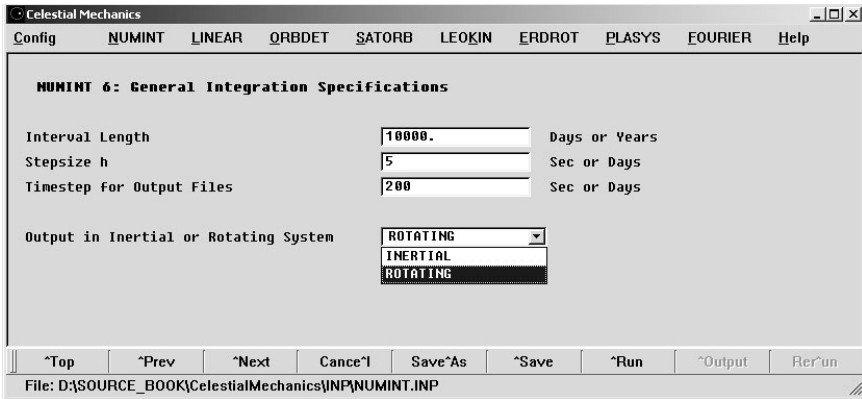 Celestial Mechanics
Config NUMINT LINEAR ORBDET SATORB LEOKIN ERDROT PLASYS FOURIER Help
NUMINT 6: General Integration Specifications
Interval Length 10000. Days or Years
Stepsize h 5 Sec or Days
Timestep for Output Files 200 Sec or Days
Output in Inertial or Rotating System ROTATING
INERTIAL
ROTATING
^Top ^Prev ^Next Cance^l Save^As ^Save ^Run ^Output Rer^un
File: D:\SOURCE_BOOK\CelestialMechanics\INP\NUMINT.INP